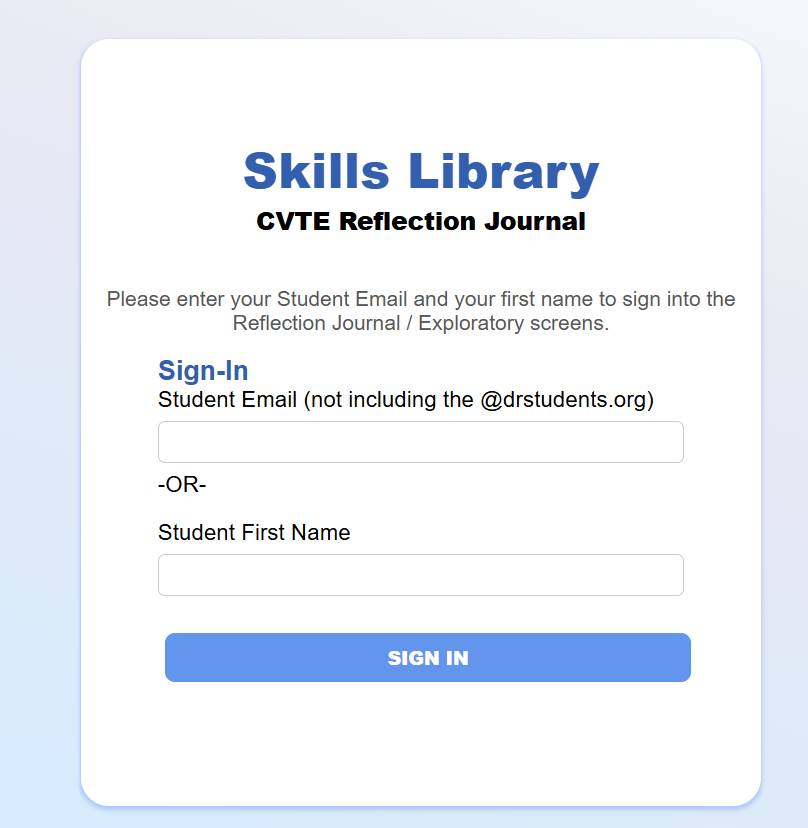 Skills Library
CVTE Reflection Journal
Please enter your Student Email and your first name to sign into the
Reflection Journal / Exploratory screens.
Sign-In
Student Email (not including the @drstudents.org)
-OR-
Student First Name
SIGN IN